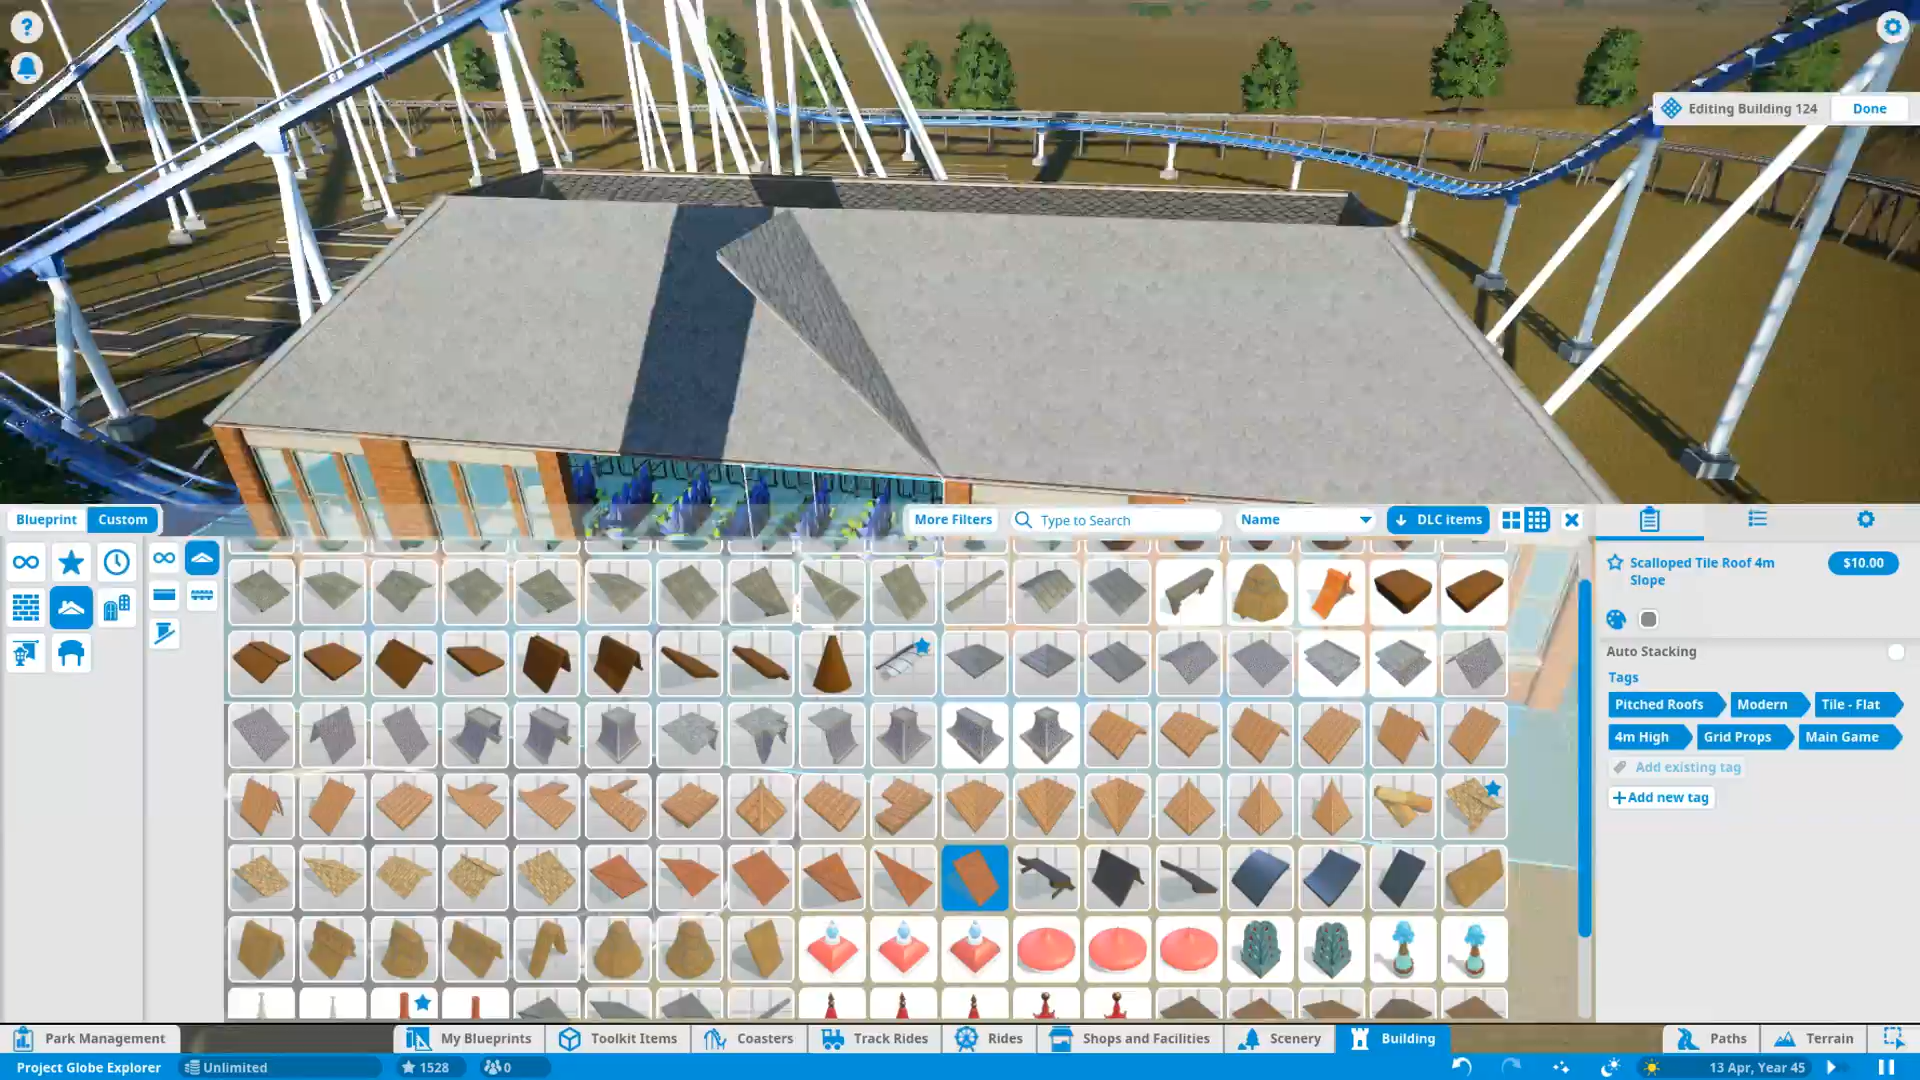 ?
Editing Building 124
Done
Blueprint
Custom
More Filters
Type to Search
Name
DLC items
Scalloped Tile Roof 4m
Slope
$10.00
Auto Stacking
Tags
Pitched Roofs
Modern
Tile - Flat
4m High
Grid Props
Main Game
Add existing tag
+Add new tag
Park Management
My Blueprints
Toolkit Items
Coasters
Track Rides
Rides
Shops and Facilities
Scenery
Building
Paths
Terrain
Project Globe Explorer
Unlimited
1528
0
13 Apr, Year 45